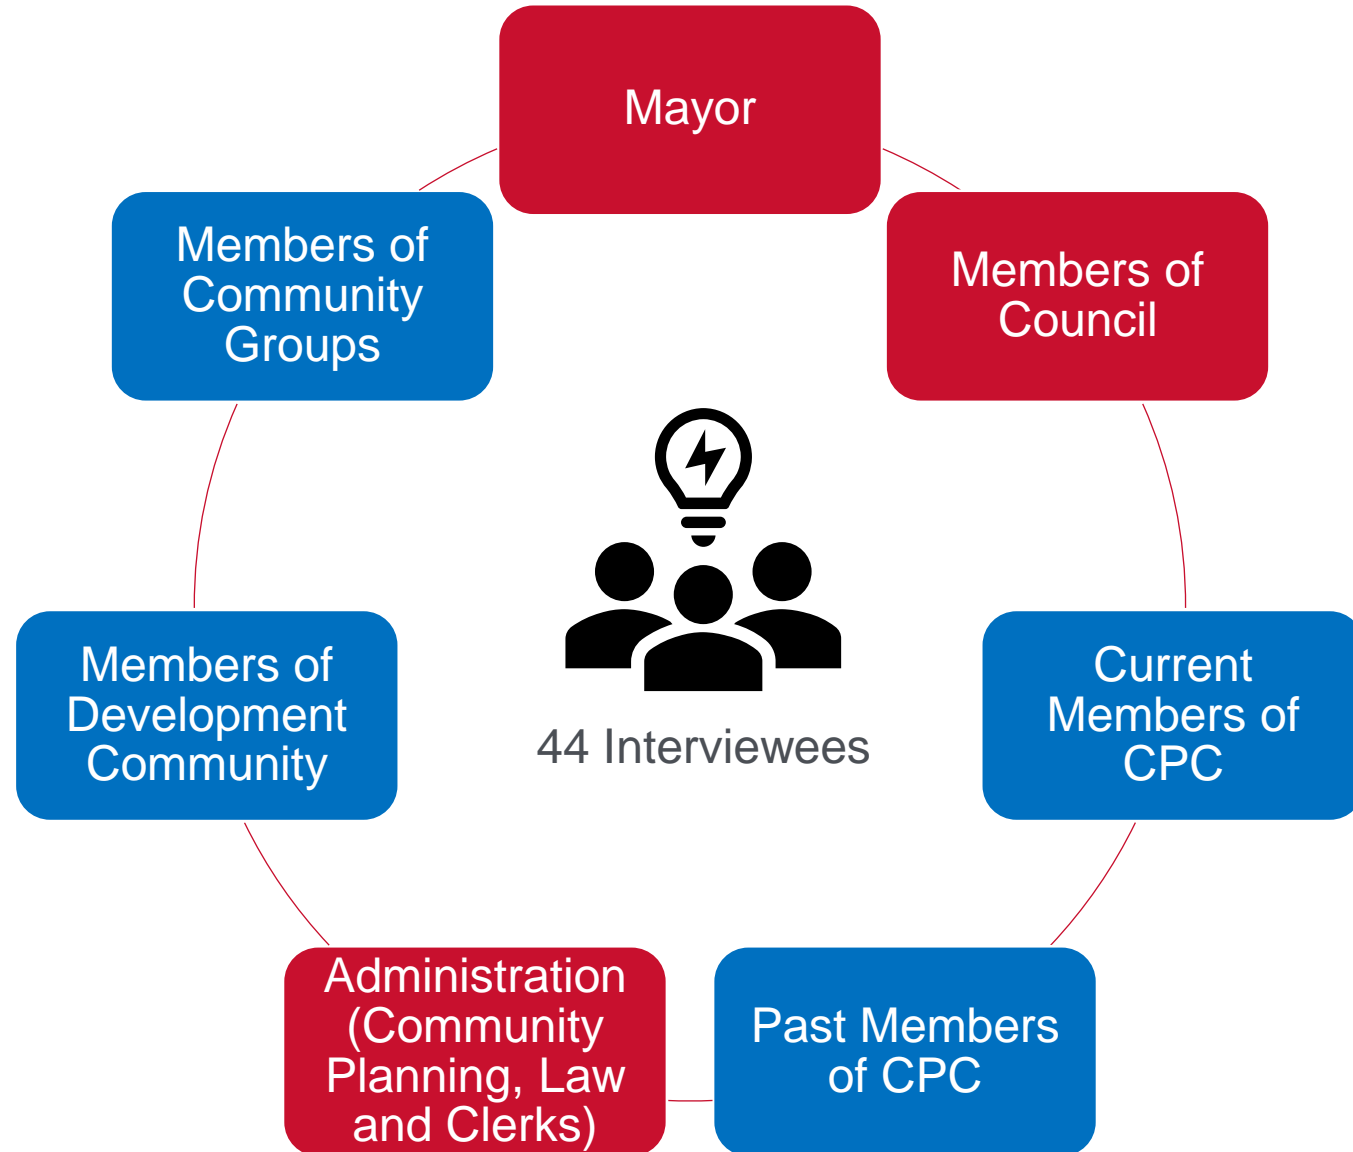 Mayor
Members of
Council
Current
Members of
CPC
Past Members
of CPC
Administration
(Community
Planning, Law
and Clerks)
Members of
Development
Community
Members of
Community
Groups
44 Interviewees